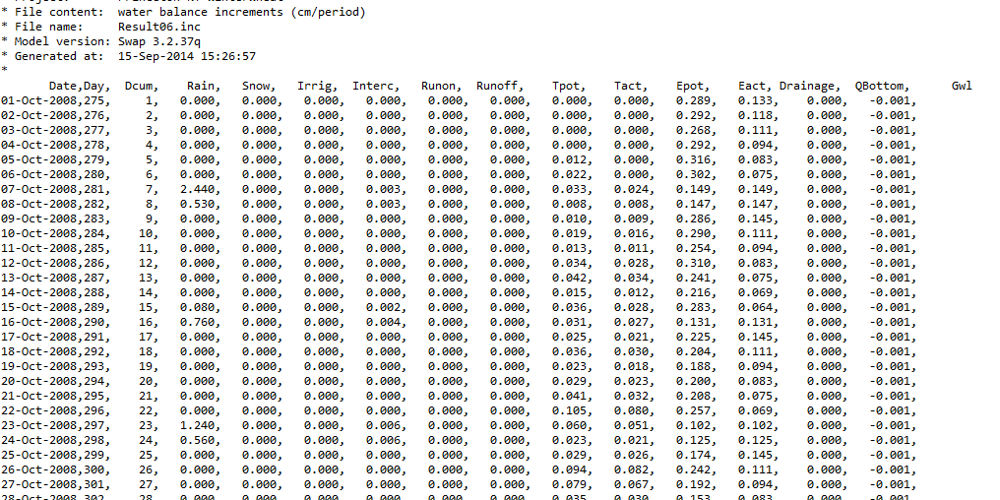 * File content:  water balance increments (cm/period)
* File name:     Result06.inc
* Model version: Swap 3.2.37q
* Generated at:  15-Sep-2014 15:26:57
*
Date,Day,  Dcum,    Rain,   Snow,   Irrig,  Interc,   Runon,  Runoff,    Tpot,    Tact,    Epot,    Eact, Drainage,  QBottom,      Gwl
01-Oct-2008,275,     1,   0.000,   0.000,   0.000,   0.000,   0.000,   0.000,   0.000,   0.000,   0.289,   0.133,    0.000,    -0.001,
02-Oct-2008,276,     2,   0.000,   0.000,   0.000,   0.000,   0.000,   0.000,   0.000,   0.000,   0.292,   0.118,    0.000,    -0.001,
03-Oct-2008,277,     3,   0.000,   0.000,   0.000,   0.000,   0.000,   0.000,   0.000,   0.000,   0.268,   0.111,    0.000,    -0.001,
04-Oct-2008,278,     4,   0.000,   0.000,   0.000,   0.000,   0.000,   0.000,   0.000,   0.000,   0.292,   0.094,    0.000,    -0.001,
05-Oct-2008,279,     5,   0.000,   0.000,   0.000,   0.000,   0.000,   0.000,   0.012,   0.000,   0.316,   0.083,    0.000,    -0.001,
06-Oct-2008,280,     6,   0.000,   0.000,   0.000,   0.000,   0.000,   0.000,   0.022,   0.000,   0.302,   0.075,    0.000,    -0.001,
07-Oct-2008,281,     7,   2.440,   0.000,   0.000,   0.003,   0.000,   0.000,   0.033,   0.024,   0.149,   0.149,    0.000,    -0.001,
08-Oct-2008,282,     8,   0.530,   0.000,   0.000,   0.003,   0.000,   0.000,   0.008,   0.008,   0.147,   0.147,    0.000,    -0.001,
09-Oct-2008,283,     9,   0.000,   0.000,   0.000,   0.000,   0.000,   0.000,   0.010,   0.009,   0.286,   0.145,    0.000,    -0.001,
10-Oct-2008,284,    10,   0.000,   0.000,   0.000,   0.000,   0.000,   0.000,   0.019,   0.016,   0.290,   0.111,    0.000,    -0.001,
11-Oct-2008,285,    11,   0.000,   0.000,   0.000,   0.000,   0.000,   0.000,   0.013,   0.011,   0.254,   0.094,    0.000,    -0.001,
12-Oct-2008,286,    12,   0.000,   0.000,   0.000,   0.000,   0.000,   0.000,   0.034,   0.028,   0.310,   0.083,    0.000,    -0.001,
13-Oct-2008,287,    13,   0.000,   0.000,   0.000,   0.000,   0.000,   0.000,   0.042,   0.034,   0.241,   0.075,    0.000,    -0.001,
14-Oct-2008,288,    14,   0.000,   0.000,   0.000,   0.000,   0.000,   0.000,   0.015,   0.012,   0.216,   0.069,    0.000,    -0.001,
15-Oct-2008,289,    15,   0.080,   0.000,   0.000,   0.002,   0.000,   0.000,   0.036,   0.028,   0.283,   0.064,    0.000,    -0.001,
16-Oct-2008,290,    16,   0.760,   0.000,   0.000,   0.004,   0.000,   0.000,   0.031,   0.027,   0.131,   0.131,    0.000,    -0.001,
17-Oct-2008,291,    17,   0.000,   0.000,   0.000,   0.000,   0.000,   0.000,   0.025,   0.021,   0.225,   0.145,    0.000,    -0.001,
18-Oct-2008,292,    18,   0.000,   0.000,   0.000,   0.000,   0.000,   0.000,   0.036,   0.030,   0.204,   0.111,    0.000,    -0.001,
19-Oct-2008,293,    19,   0.000,   0.000,   0.000,   0.000,   0.000,   0.000,   0.023,   0.018,   0.188,   0.094,    0.000,    -0.001,
20-Oct-2008,294,    20,   0.000,   0.000,   0.000,   0.000,   0.000,   0.000,   0.029,   0.023,   0.200,   0.083,    0.000,    -0.001,
21-Oct-2008,295,    21,   0.000,   0.000,   0.000,   0.000,   0.000,   0.000,   0.041,   0.032,   0.208,   0.075,    0.000,    -0.001,
22-Oct-2008,296,    22,   0.000,   0.000,   0.000,   0.000,   0.000,   0.000,   0.105,   0.080,   0.257,   0.069,    0.000,    -0.001,
23-Oct-2008,297,    23,   1.240,   0.000,   0.000,   0.006,   0.000,   0.000,   0.060,   0.051,   0.102,   0.102,    0.000,    -0.001,
24-Oct-2008,298,    24,   0.560,   0.000,   0.000,   0.006,   0.000,   0.000,   0.023,   0.021,   0.125,   0.125,    0.000,    -0.001,
25-Oct-2008,299,    25,   0.000,   0.000,   0.000,   0.000,   0.000,   0.000,   0.029,   0.026,   0.174,   0.145,    0.000,    -0.001,
26-Oct-2008,300,    26,   0.000,   0.000,   0.000,   0.000,   0.000,   0.000,   0.094,   0.082,   0.242,   0.111,    0.000,    -0.001,
27-Oct-2008,301,    27,   0.000,   0.000,   0.000,   0.000,   0.000,   0.000,   0.079,   0.067,   0.192,   0.094,    0.000,    -0.001,